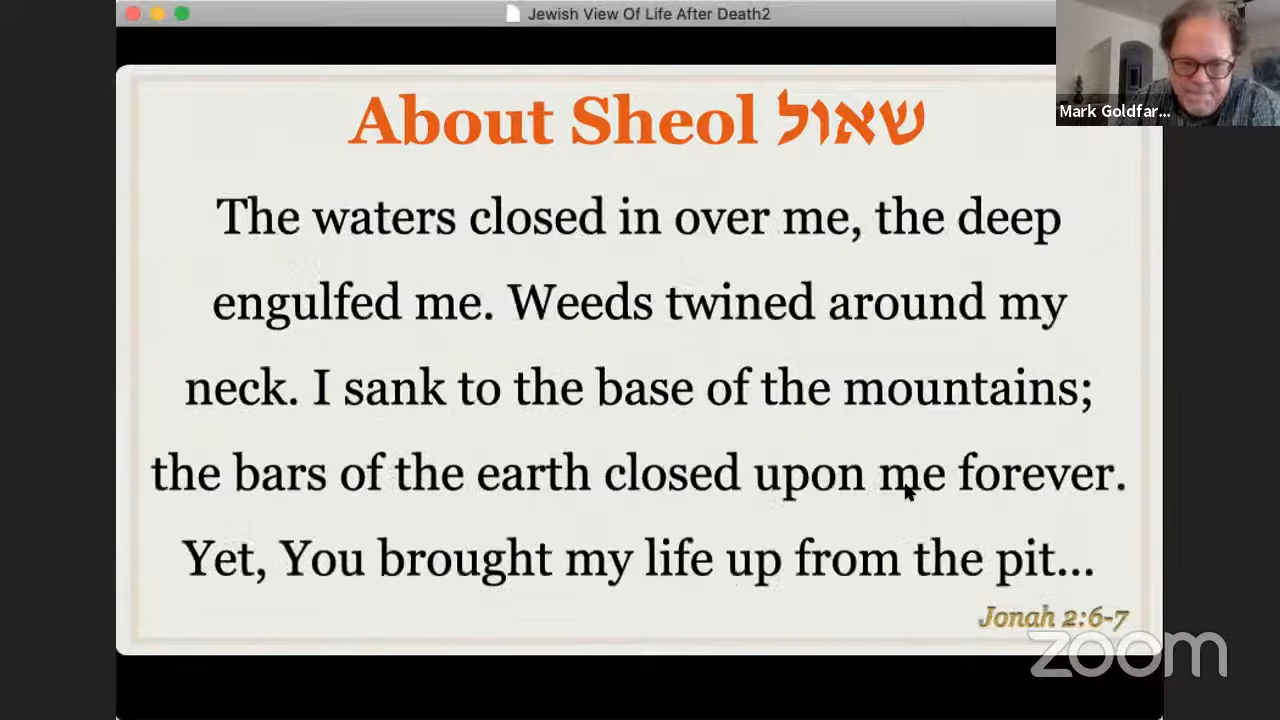 Jewish View Of Life After Death2
Mark Goldfar...
About Sheol שאול
The waters closed in over me, the deep
engulfed me. Weeds twined around my
neck. I sank to the base of the mountains;
the bars of the earth closed upon me forever.
Yet, You brought my life up from the pit...
Jonah 2:6-7
zoom